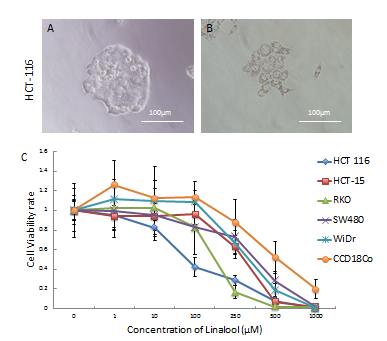 A
B
HCT-116
100μm
100μm
C
HCT 116
HCT-15
RKO
SW480
WiDr
CCD18Co
Cell Viability rate
1.6
1.4
1.2
1
0.8
0.6
0.4
0.2
0
0 1 10 100 250 500 1000
Concentration of Linalool (μM)